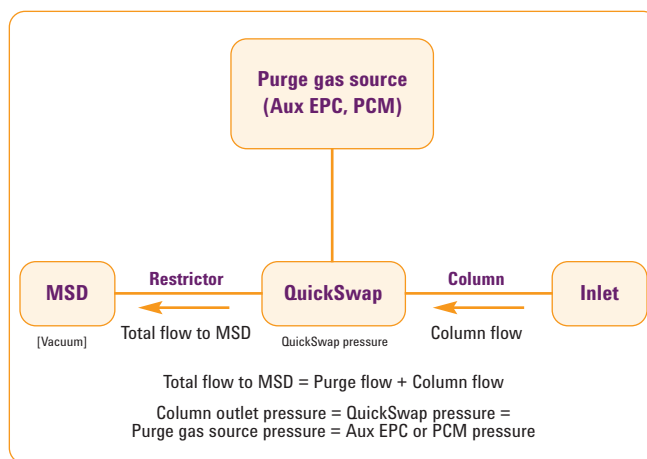 Purge gas source
(Aux EPC, PCM)
Restrictor
Column
MSD
QuickSwap
Inlet
[Vacuum]
Total flow to MSD
QuickSwap pressure
Column flow
Total flow to MSD = Purge flow + Column flow
Column outlet pressure = QuickSwap pressure =
Purge gas source pressure = Aux EPC or PCM pressure